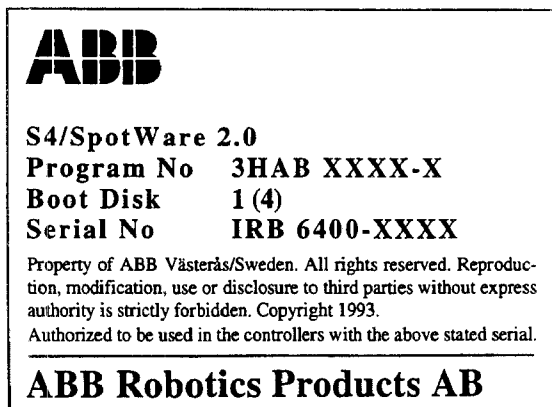 ABB
S4/SpotWare 2.0
Program No 3HAB XXXX-X
Boot Disk 1 (4)
Serial No IRB 6400-XXXX
Property of ABB Västerås/Sweden. All rights reserved. Reproduc-
tion, modification, use or disclosure to third parties without express
authority is strictly forbidden. Copyright 1993.
Authorized to be used in the controllers with the above stated serial.
ABB Robotics Products AB